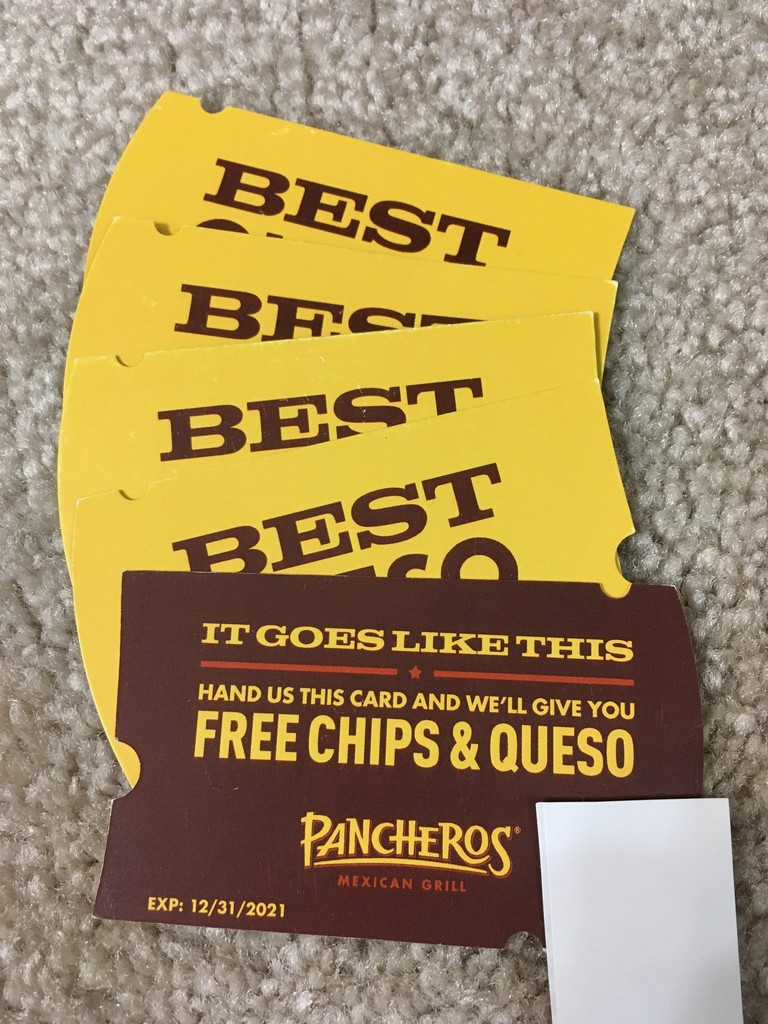 BEST
BEST
BEST
BEST
IT GOES LIKE THIS
HAND US THIS CARD AND WE'LL GIVE YOU
FREE CHIPS & QUESO
PANCHEROS®
MEXICAN GRILL
EXP: 12/31/2021